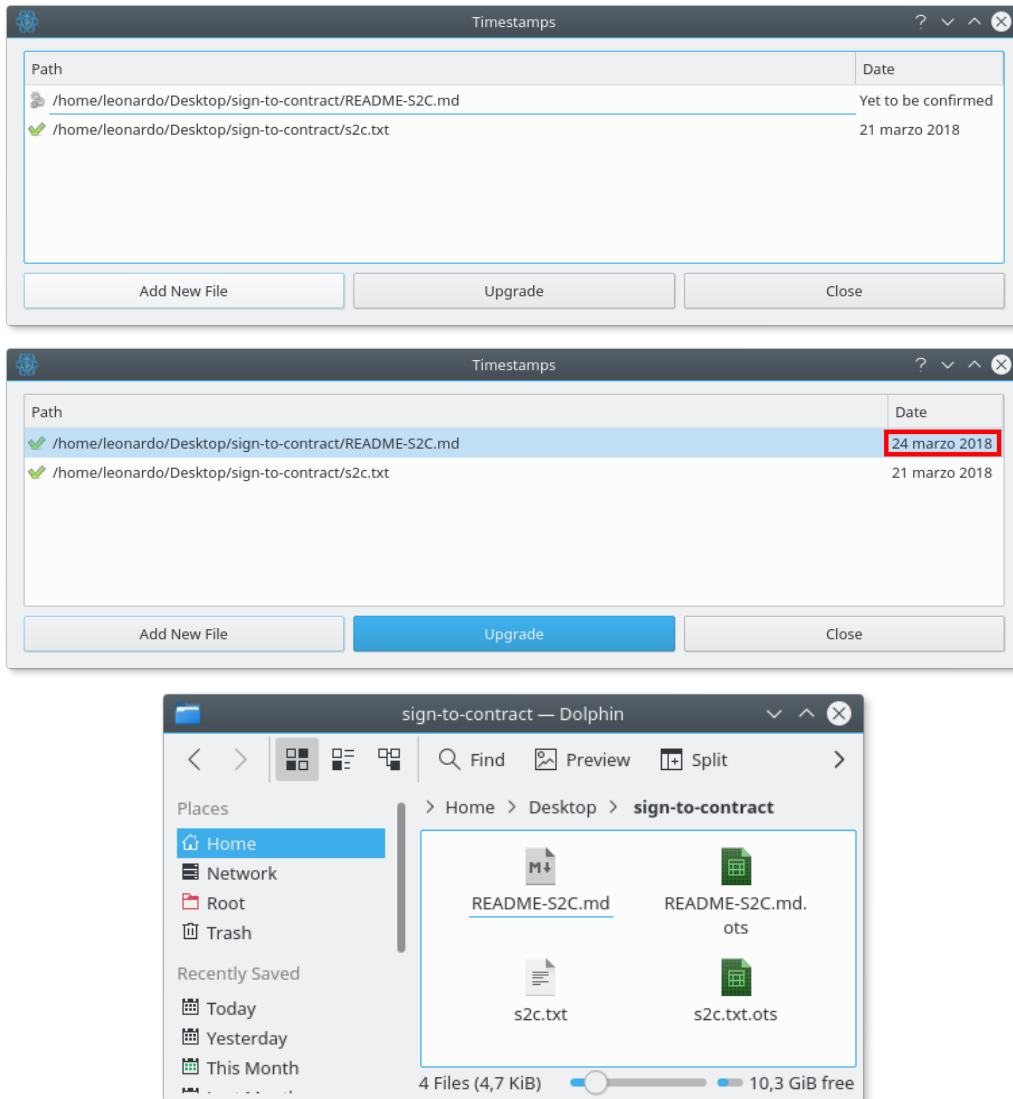 Timestamps
Path Date
/home/leonardo/Desktop/sign-to-contract/README-S2C.md Yet to be confirmed
/home/leonardo/Desktop/sign-to-contract/s2c.txt 21 marzo 2018
Add New File Upgrade Close
Timestamps
Path Date
/home/leonardo/Desktop/sign-to-contract/README-S2C.md 24 marzo 2018
/home/leonardo/Desktop/sign-to-contract/s2c.txt 21 marzo 2018
Add New File Upgrade Close
sign-to-contract — Dolphin
Find Preview Split
Places
Home
Network
Root
Trash
Recently Saved
Today
Yesterday
This Month
> Home > Desktop > sign-to-contract
M
README-S2C.md
README-S2C.md.
ots
s2c.txt
s2c.txt.ots
4 Files (4,7 KiB) 10,3 GiB free